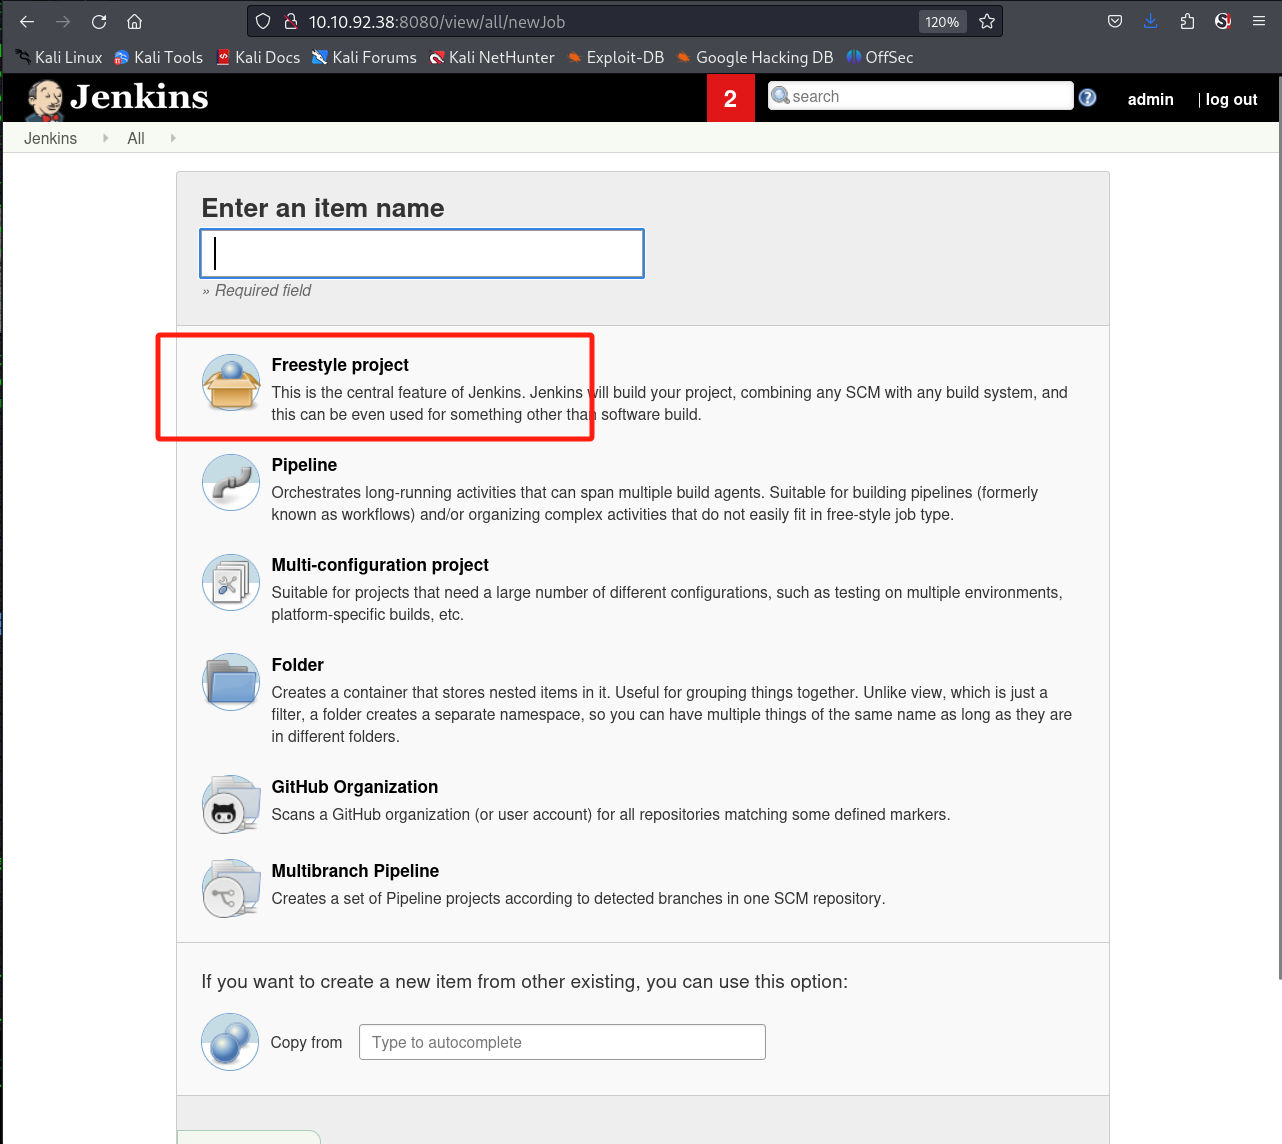 10.10.92.38:8080/view/all/newJob 120%
Kali Linux Kali Tools Kali Docs Kali Forums Kali NetHunter Exploit-DB Google Hacking DB OffSec
Jenkins 2 search ? admin | log out
Jenkins All
Enter an item name
» Required field
Freestyle project
This is the central feature of Jenkins. Jenkins will build your project, combining any SCM with any build system, and
this can be even used for something other than software build.
Pipeline
Orchestrates long-running activities that can span multiple build agents. Suitable for building pipelines (formerly
known as workflows) and/or organizing complex activities that do not easily fit in free-style job type.
Multi-configuration project
Suitable for projects that need a large number of different configurations, such as testing on multiple environments,
platform-specific builds, etc.
Folder
Creates a container that stores nested items in it. Useful for grouping things together. Unlike view, which is just a
filter, a folder creates a separate namespace, so you can have multiple things of the same name as long as they are
in different folders.
GitHub Organization
Scans a GitHub organization (or user account) for all repositories matching some defined markers.
Multibranch Pipeline
Creates a set of Pipeline projects according to detected branches in one SCM repository.
If you want to create a new item from other existing, you can use this option:
Copy from Type to autocomplete